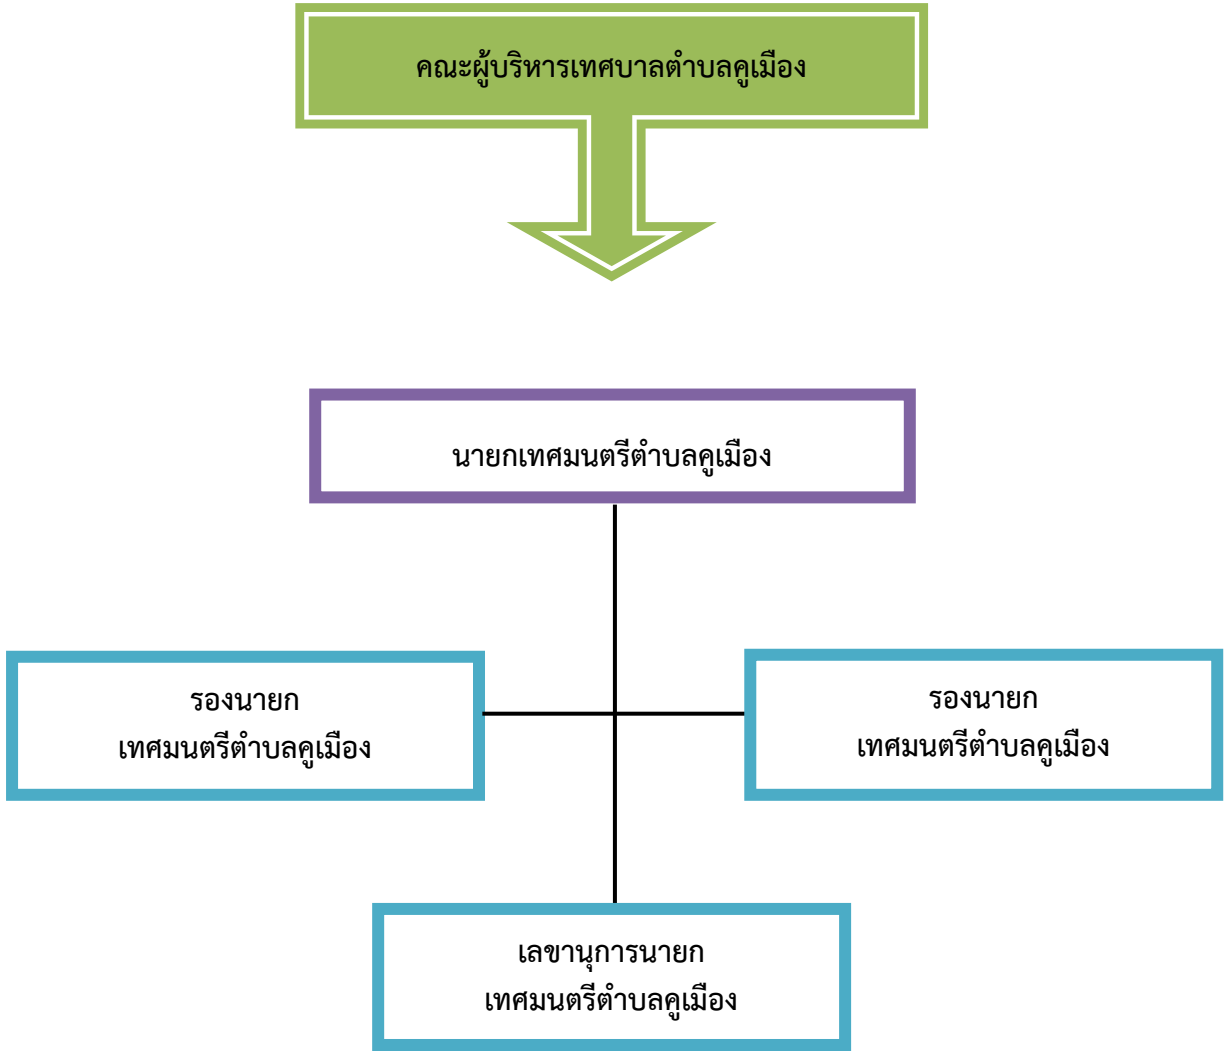 คณะผู้บริหารเทศบาลตำบลคูเมือง
นายกเทศมนตรีตำบลคูเมือง
รองนายก
เทศมนตรีตำบลคูเมือง
รองนายก
เทศมนตรีตำบลคูเมือง
เลขานุการนายก
เทศมนตรีตำบลคูเมือง